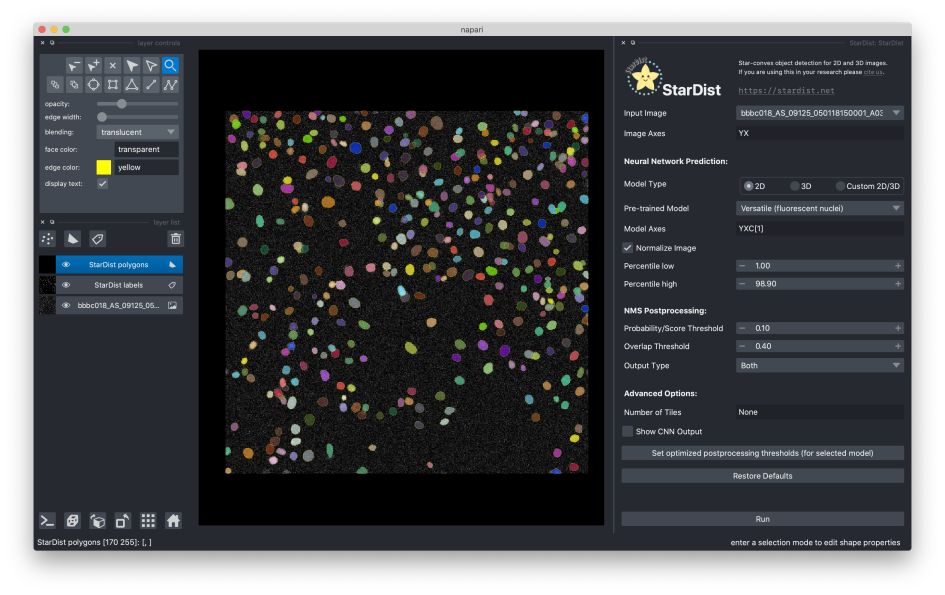 napari
layer controls
opacity:
edge width:
blending:
translucent
face color:
transparent
edge color:
yellow
display text:
layer list
StarDist polygons
StarDist labels
bbbc018_AS_09125_05...
StarDist polygons [170 255]: [, ]
StarDist: StarDist
StarDist
StarDist
Star-convex object detection for 2D and 3D images.
If you are using this in your research please cite us.
https://stardist.net
Input Image
bbbc018_AS_09125_050118150001_A03
Image Axes
YX
Neural Network Prediction:
Model Type
2D
3D
Custom 2D/3D
Pre-trained Model
Versatile (fluorescent nuclei)
Model Axes
YXC[1]
Normalize Image
Percentile low
1.00
Percentile high
98.90
NMS Postprocessing:
Probability/Score Threshold
0.10
Overlap Threshold
0.40
Output Type
Both
Advanced Options:
Number of Tiles
None
Show CNN Output
Set optimized postprocessing thresholds (for selected model)
Restore Defaults
Run
enter a selection mode to edit shape properties